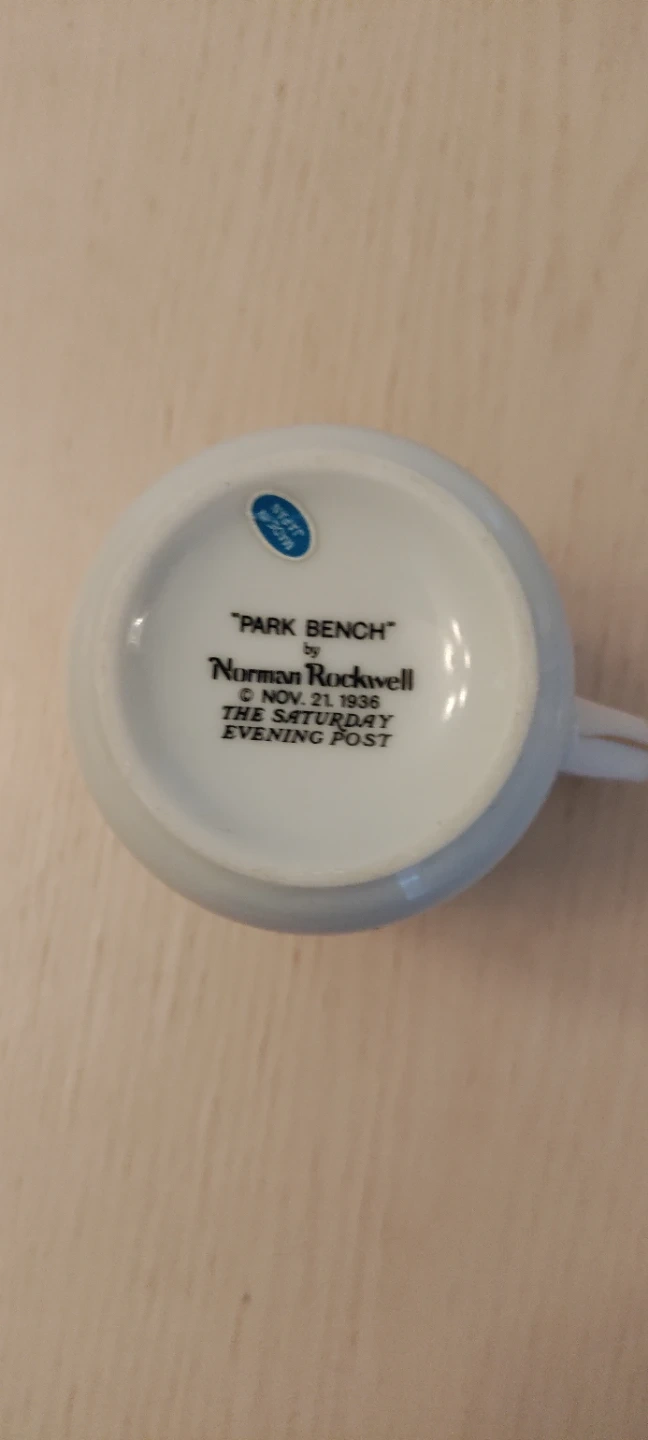 "PARK BENCH"
by
Norman Rockwell
© NOV. 21. 1936
THE SATURDAY
EVENING POST